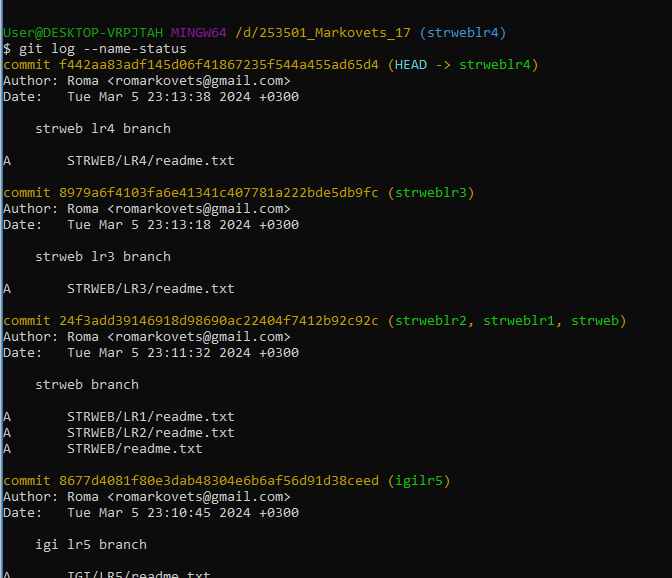 User@DESKTOP-VRPJTAH MINGW64 /d/253501_Markovets_17 (strweblr4)
$ git log --name-status
commit f442aa83adf145d06f41867235f544a455ad65d4 (HEAD -> strweblr4)
Author: Roma <romarkovets@gmail.com>
Date:   Tue Mar 5 23:13:38 2024 +0300

    strweb lr4 branch

A       STRWEB/LR4/readme.txt

commit 8979a6f4103fa6e41341c407781a222bde5db9fc (strweblr3)
Author: Roma <romarkovets@gmail.com>
Date:   Tue Mar 5 23:13:18 2024 +0300

    strweb lr3 branch

A       STRWEB/LR3/readme.txt

commit 24f3add39146918d98690ac22404f7412b92c92c (strweblr2, strweblr1, strweb)
Author: Roma <romarkovets@gmail.com>
Date:   Tue Mar 5 23:11:32 2024 +0300

    strweb branch

A       STRWEB/LR1/readme.txt
A       STRWEB/LR2/readme.txt
A       STRWEB/readme.txt

commit 8677d4081f80e3dab48304e6b6af56d91d38ceed (igilr5)
Author: Roma <romarkovets@gmail.com>
Date:   Tue Mar 5 23:10:45 2024 +0300

    igi lr5 branch

A       IGI/LR5/readme.txt